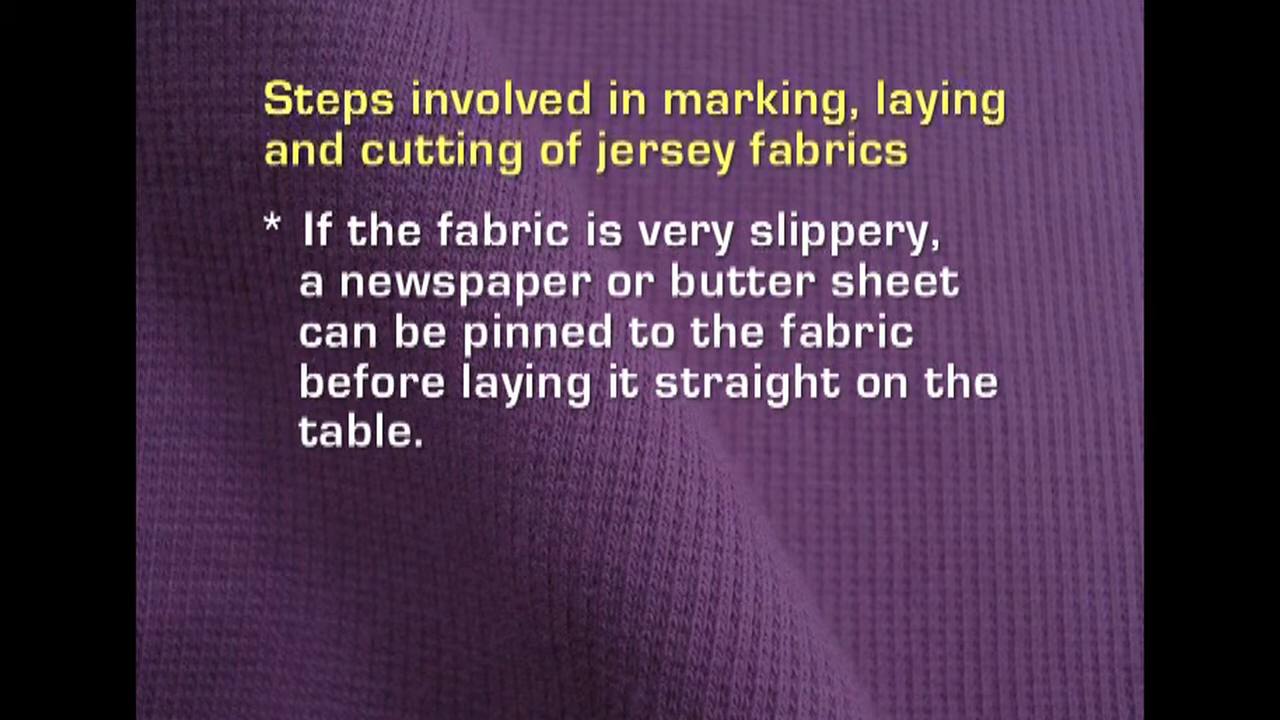 Steps involved in marking, laying
and cutting of jersey fabrics
* If the fabric is very slippery,
a newspaper or butter sheet
can be pinned to the fabric
before laying it straight on the
table.